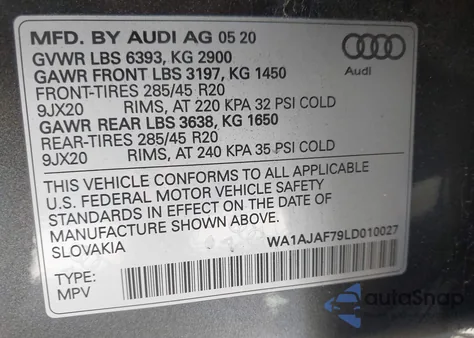 MFD. BY AUDI AG 05 20
GVWR LBS 6393, KG 2900
GAWR FRONT LBS 3197, KG 1450
FRONT-TIRES 285/45 R20
9JX20 RIMS, AT 220 KPA 32 PSI COLD
GAWR REAR LBS 3638, KG 1650
REAR-TIRES 285/45 R20
9JX20 RIMS, AT 240 KPA 35 PSI COLD
Audi
THIS VEHICLE CONFORMS TO ALL APPLICABLE
U.S. FEDERAL MOTOR VEHICLE SAFETY
STANDARDS IN EFFECT ON THE DATE OF
MANUFACTURE SHOWN ABOVE.
SLOVAKIA
WA1AJAF79LD010027
TYPE:
MPV
autoSnap